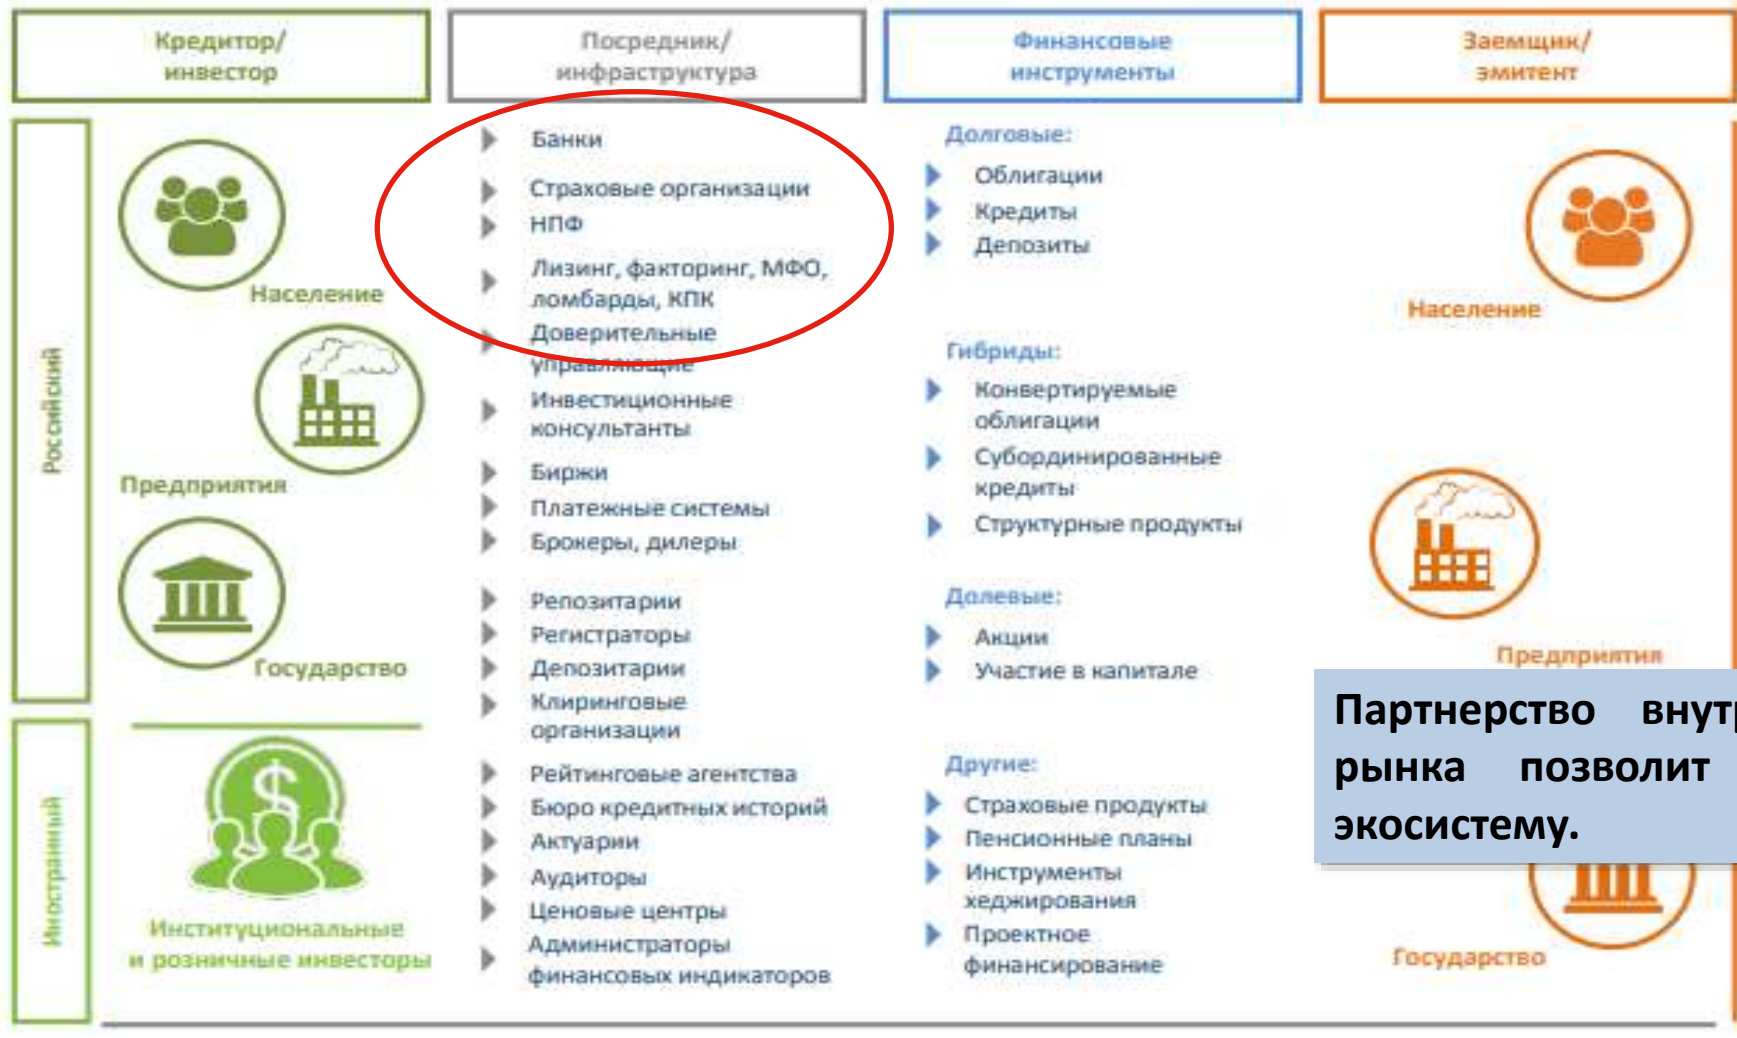 Кредитор/
инвестор
Посредник/
инфраструктура
Финансовые
инструменты
Заемщик/
эмитент
Российский
Население
Предприятия
Государство
Иностранный
Институциональные
и розничные инвесторы
Банки
Страховые организации
НПФ
Лизинг, факторинг, МФО,
ломбарды, КПК
Доверительные
управляющие
Инвестиционные
консультанты
Биржи
Платежные системы
Брокеры, дилеры
Репозитарии
Регистраторы
Депозитарии
Клиринговые
организации
Рейтинговые агентства
Бюро кредитных историй
Актуарии
Аудиторы
Ценовые центры
Администраторы
финансовых индикаторов
Долговые:
Облигации
Кредиты
Депозиты
Гибриды:
Конвертируемые
облигации
Субординированные
кредиты
Структурные продукты
Долевые:
Акции
Участие в капитале
Другие:
Страховые продукты
Пенсионные планы
Инструменты
хеджирования
Проектное
финансирование
Население
Предприятия
Партнерство
рынка позволит
экосистему.
Государство